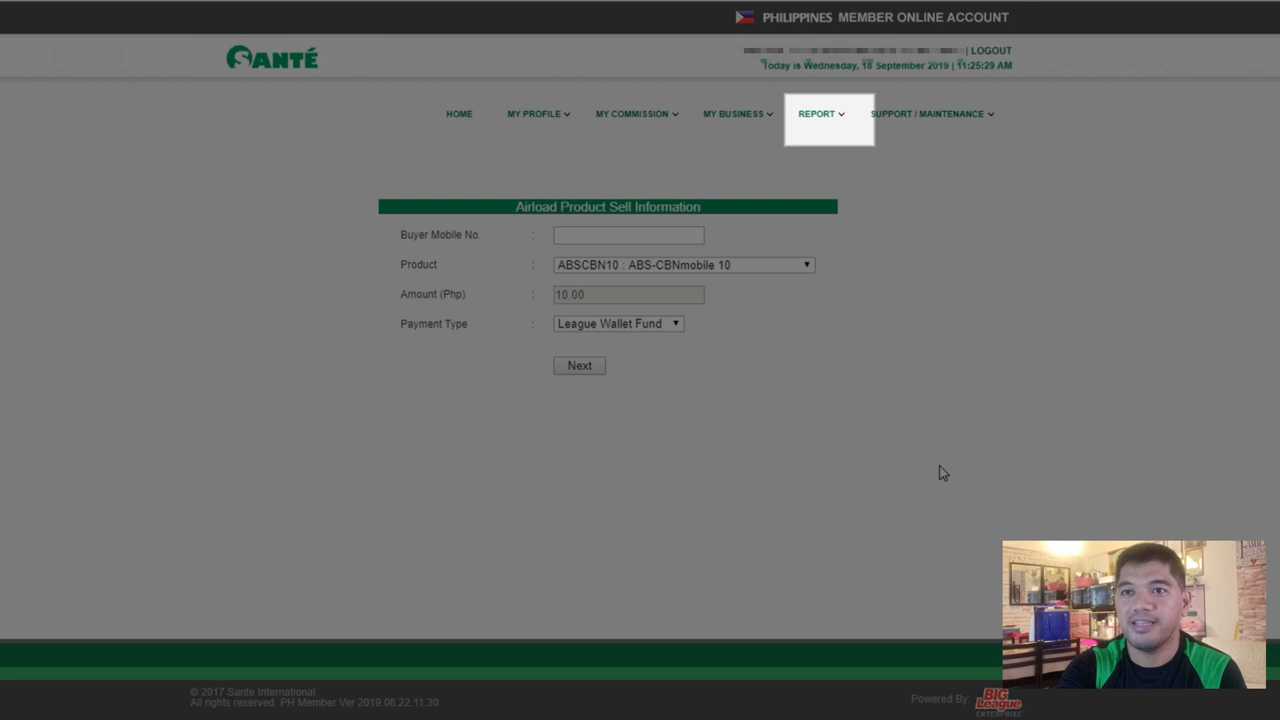 PHILIPPINES MEMBER ONLINE ACCOUNT
SANTÉ
| LOGOUT
Today is Wednesday, 18 September 2019 | 11:25:29 AM
HOME MY PROFILE MY COMMISSION MY BUSINESS REPORT SUPPORT / MAINTENANCE
Airload Product Sell Information
Buyer Mobile No. :
Product : ABSCBN10 : ABS-CBNmobile 10
Amount (Php) : 10.00
Payment Type : League Wallet Fund
Next
© 2017 Sante International
All rights reserved. PH Member Ver 2019.08.22.11.30
Powered By:
BIG
League
ENTERPRISE